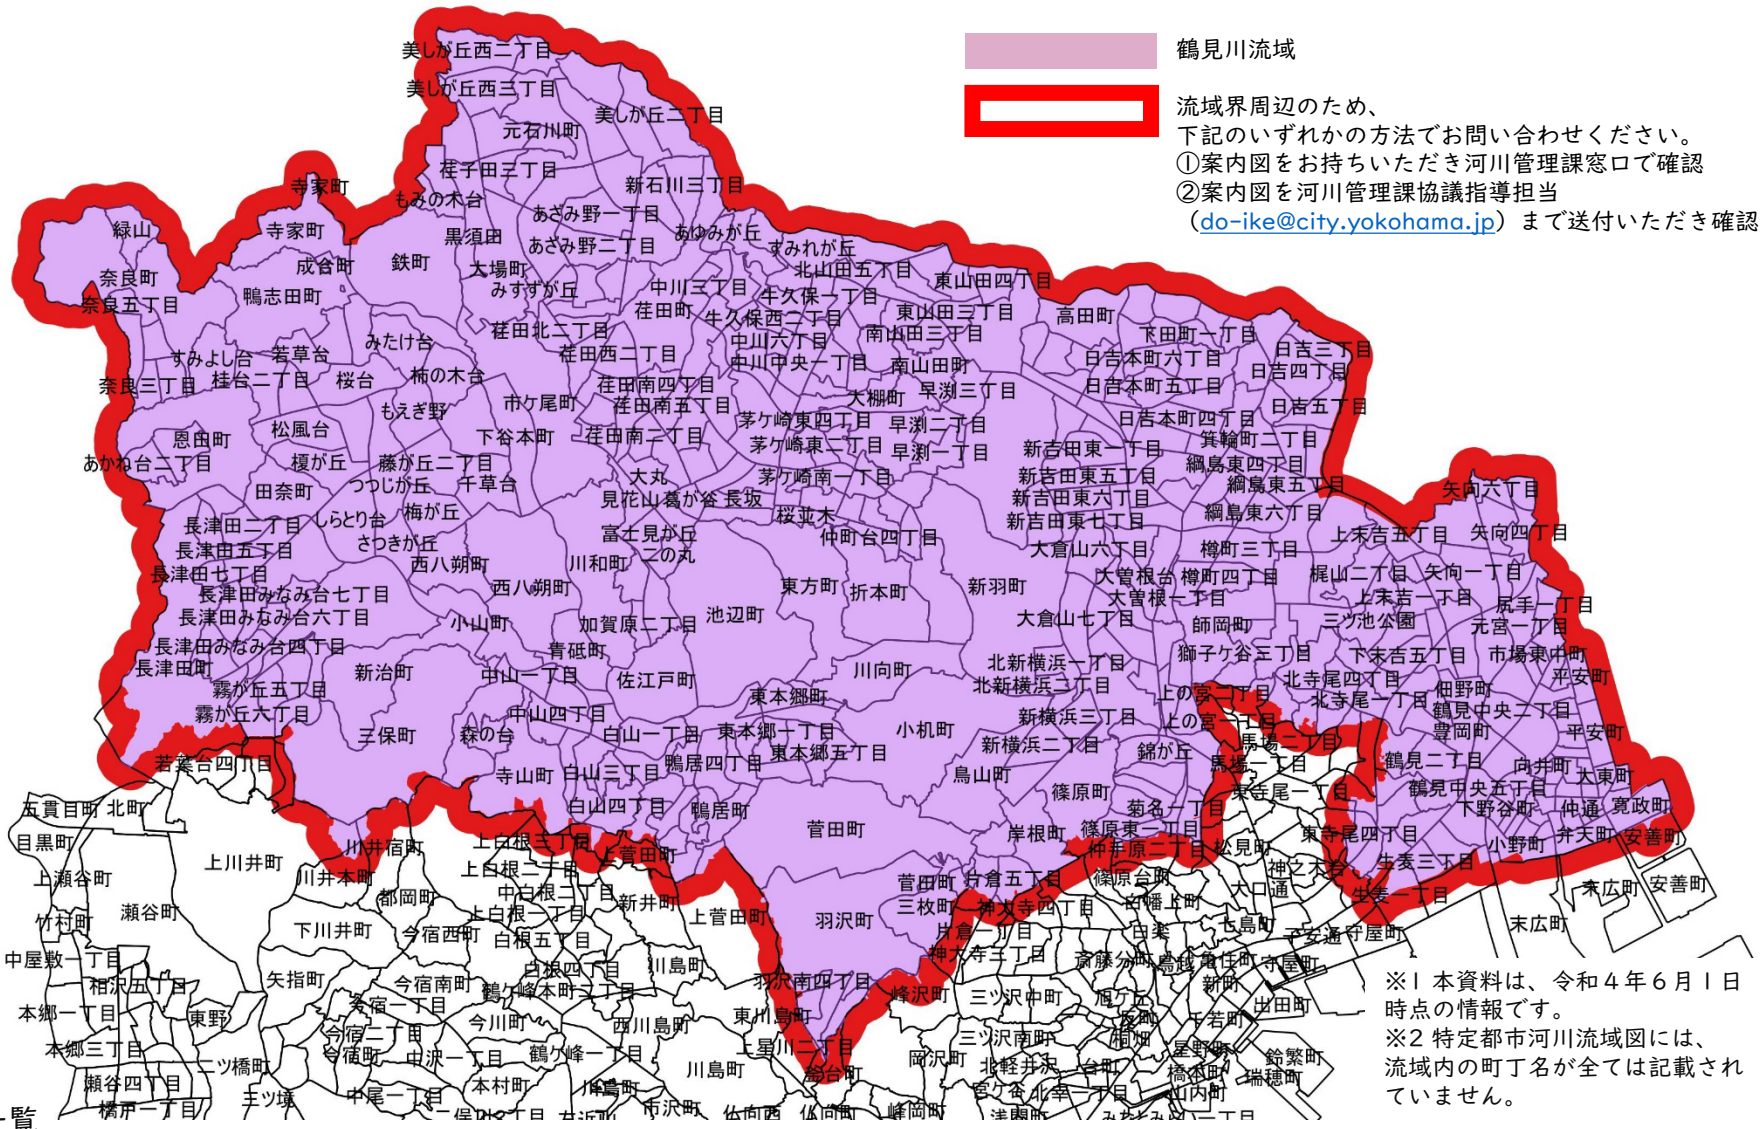 鶴見川流域
流域界周辺のため、
下記のいずれかの方法でお問い合わせください。
①案内図をお持ちいただき河川管理課窓口で確認
②案内図を河川管理課協議指導担当
（do-ike@city.yokohama.jp）まで送付いただき確認
美しが丘西二丁目
美しが丘西三丁目
美しが丘二丁目
元石川町
荏子田三丁目
新石川三丁目
寺家町
もみの木台
あざみ野一丁目
緑山
寺家町
黒須田
あざみ野二丁目
あゆみが丘
すみれが丘
成合町
鉄町
大場町
北山田五丁目
奈良町
みすずが丘
中川三丁目
東山田四丁目
奈良五丁目
鴨志田町
荏田町
牛久保一丁目
牛久保西二丁目
東山田三丁目
高田町
みたけ台
荏田北二丁目
中川六丁目
南山田三丁目
下田町一丁目
すみよし台
若草台
荏田西二丁目
中川中央一丁目
南山田町
日吉本町六丁目
日吉三丁目
日吉四丁目
奈良三丁目
桂台二丁目
桜台
柿の木台
荏田南四丁目
大棚町
早渕三丁目
日吉本町五丁目
もえぎ野
市ケ尾町
荏田南五丁目
日吉五丁目
恩田町
松風台
下谷本町
荏田南二丁目
茅ケ崎東四丁目
早渕二丁目
日吉本町四丁目
箕輪町二丁目
茅ケ崎東二丁目
早渕一丁目
新吉田東一丁目
あかね台二丁目
榎が丘
藤が丘二丁目
綱島東四丁目
田奈町
つつじが丘
千草台
大丸
茅ケ崎南一丁目
新吉田東五丁目
綱島東五丁目
矢向六丁目
見花山
葛が谷
長坂
新吉田東六丁目
長津田二丁目
しらとり台
梅が丘
桜並木
新吉田東七丁目
綱島東六丁目
長津田五丁目
さつきが丘
富士見が丘
仲町台四丁目
大倉山六丁目
樽町三丁目
上末吉五丁目
矢向四丁目
長津田七丁目
西八朔町
川和町
二の丸
長津田みなみ台七丁目
西八朔町
東方町
折本町
新羽町
大曽根台
樽町四丁目
梶山二丁目
矢向一丁目
長津田みなみ台六丁目
小山町
加賀原二丁目
池辺町
大倉山七丁目
大曽根一丁目
上末吉一丁目
尻手一丁目
師岡町
三ツ池公園
元宮一丁目
長津田みなみ台四丁目
青砥町
獅子ケ谷三丁目
下末吉五丁目
市場東中町
長津田町
新治町
中山一丁目
佐江戸町
川向町
北新横浜一丁目
北寺尾四丁目
平安町
霧が丘五丁目
東本郷町
北新横浜二丁目
上の宮二丁目
北寺尾一丁目
佃野町
霧が丘六丁目
中山四丁目
新横浜三丁目
上の宮一丁目
鶴見中央二丁目
三保町
森の台
白山一丁目
東本郷一丁目
小机町
新横浜二丁目
錦が丘
馬場二丁目
豊岡町
平安町
東本郷五丁目
若葉台四丁目
寺山町
白山三丁目
鴨居四丁目
鳥山町
馬場一丁目
鶴見二丁目
向井町
大東町
白山四丁目
鴨居町
篠原町
菊名一丁目
東寺尾一丁目
鶴見中央五丁目
下野谷町
仲通
寛政町
五貫目町
北町
菅田町
岸根町
篠原東一丁目
東寺尾四丁目
小野町
弁天町
安善町
目黒町
上川井町
川井宿町
上白根三丁目
上菅田町
仲手原二丁目
松見町
生麦三丁目
上瀬谷町
川井本町
上白根二丁目
菅田町
片倉五丁目
篠原台町
神之木台
生麦一丁目
末広町
安善町
都岡町
中白根二丁目
新井町
三枚町
神大寺四丁目
白幡上町
大口通
竹村町
瀬谷町
下川井町
上白根一丁目
上菅田町
羽沢町
七島町
末広町
今宿西町
白根五丁目
白楽
子安通
守屋町
中屋敷一丁目
神大寺三丁目
斎藤分町
鳥越
亀住町
守屋町
相沢五丁目
矢指町
今宿南町
白根四丁目
川島町
羽沢南四丁目
峰沢町
三ツ沢中町
旭ケ丘
新町
出田町
本郷一丁目
東野
今宿一丁目
鶴ケ峰本町二丁目
反町
千若町
今宿二丁目
今川町
西川島町
東川島町
三ツ沢南町
桐畑
本郷三丁目
二ツ橋町
今宿町
中沢一丁目
鶴ケ峰一丁目
上星川二丁目
岡沢町
北軽井沢
台町
屋野町
鈴繁町
瀬谷四丁目
本村町
川島町
川島町
釜台町
橋本町
瑞穂町
三ツ境
中尾一丁目
宮ケ谷
北幸一丁目
山内町
橋戸一丁目
市沢町
仏向西
仏向町
峰岡町
浅間町
※1 本資料は、令和４年６月１日
時点の情報です。
※2 特定都市河川流域図には、
流域内の町丁名が全ては記載され
ていません。
一覧